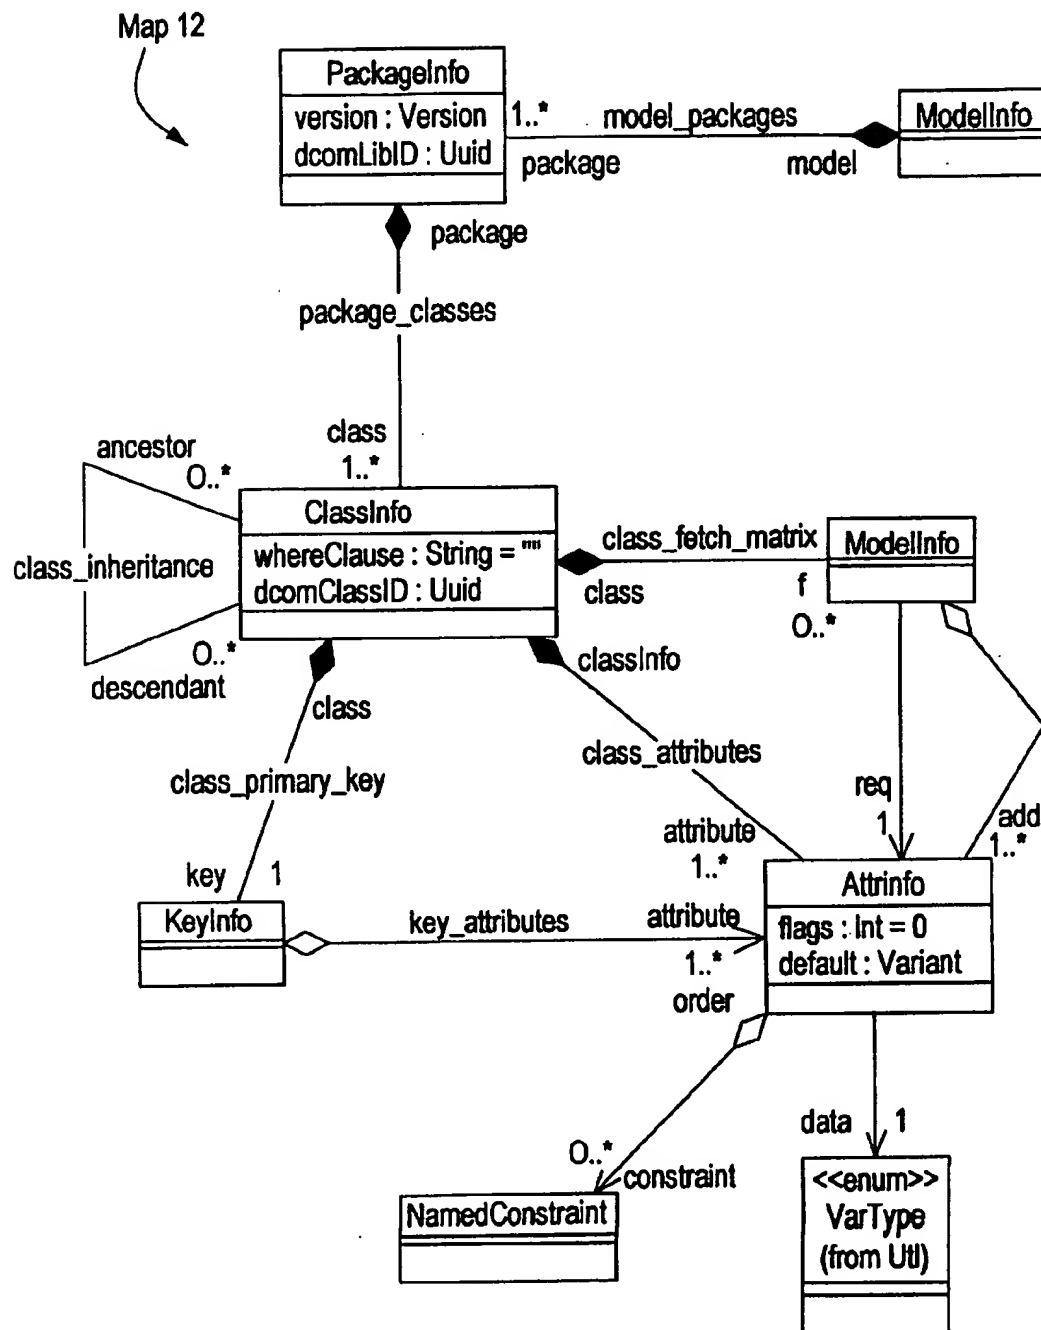 Map 12
PackageInfo
version : Version
dcomLibID : Uuid
1..*
model_packages
package
model
ModelInfo
package
package_classes
class
1..*
ancestor
0..*
class_inheritance
0..*
descendant
ClassInfo
whereClause : String = ""
dcomClassID : Uuid
class_fetch_matrix
class
f
0..*
ModelInfo
classInfo
class
class_attributes
class_primary_key
req
1
add
1..*
attribute
1..*
key 1
KeyInfo
key_attributes
attribute
1..*
order
AttrInfo
flags : Int = 0
default : Variant
data 1
0..*
constraint
NamedConstraint
<<enum>>
VarType
(from Utl)